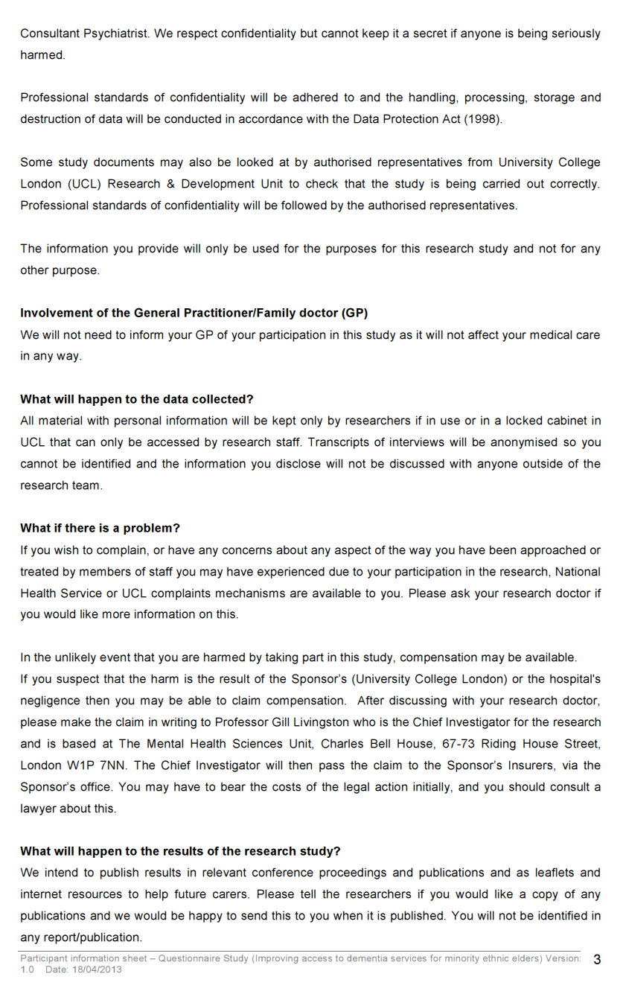 Consultant Psychiatrist. We respect confidentiality but cannot keep it a secret if anyone is being seriously
harmed.
Professional standards of confidentiality will be adhered to and the handling, processing, storage and
destruction of data will be conducted in accordance with the Data Protection Act (1998).
Some study documents may also be looked at by authorised representatives from University College
London (UCL) Research & Development Unit to check that the study is being carried out correctly.
Professional standards of confidentiality will be followed by the authorised representatives.
The information you provide will only be used for the purposes for this research study and not for any
other purpose.
Involvement of the General Practitioner/Family doctor (GP)
We will not need to inform your GP of your participation in this study as it will not affect your medical care
in any way.
What will happen to the data collected?
All material with personal information will be kept only by researchers if in use or in a locked cabinet in
UCL that can only be accessed by research staff. Transcripts of interviews will be anonymised so you
cannot be identified and the information you disclose will not be discussed with anyone outside of the
research team.
What if there is a problem?
If you wish to complain, or have any concerns about any aspect of the way you have been approached or
treated by members of staff you may have experienced due to your participation in the research, National
Health Service or UCL complaints mechanisms are available to you. Please ask your research doctor if
you would like more information on this.
In the unlikely event that you are harmed by taking part in this study, compensation may be available.
If you suspect that the harm is the result of the Sponsor’s (University College London) or the hospital's
negligence then you may be able to claim compensation.  After discussing with your research doctor,
please make the claim in writing to Professor Gill Livingston who is the Chief Investigator for the research
and is based at The Mental Health Sciences Unit, Charles Bell House, 67-73 Riding House Street,
London W1P 7NN. The Chief Investigator will then pass the claim to the Sponsor’s Insurers, via the
Sponsor’s office. You may have to bear the costs of the legal action initially, and you should consult a
lawyer about this.
What will happen to the results of the research study?
We intend to publish results in relevant conference proceedings and publications and as leaflets and
internet resources to help future carers. Please tell the researchers if you would like a copy of any
publications and we would be happy to send this to you when it is published. You will not be identified in
any report/publication.
Participant information sheet – Questionnaire Study (Improving access to dementia services for minority ethnic elders) Version: 3
1.0 Date: 18/04/2013